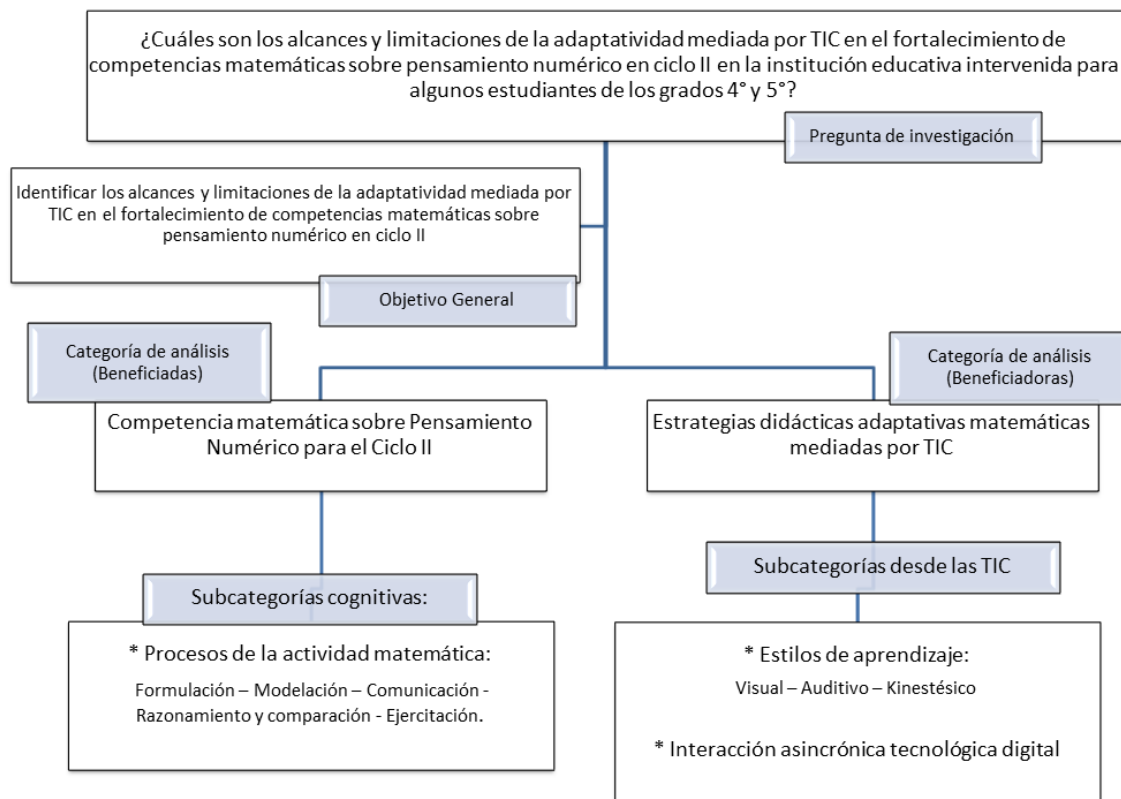 ¿Cuáles son los alcances y limitaciones de la adaptatividad mediada por TIC en el fortalecimiento de
competencias matemáticas sobre pensamiento numérico en ciclo II en la institución educativa intervenida para
algunos estudiantes de los grados 4° y 5°?
Pregunta de investigación
Identificar los alcances y limitaciones de la adaptatividad mediada por
TIC en el fortalecimiento de competencias matemáticas sobre
pensamiento numérico en ciclo II
Objetivo General
Categoría de análisis
(Beneficiadas)
Competencia matemática sobre Pensamiento
Numérico para el Ciclo II
Categoría de análisis
(Beneficiadoras)
Estrategias didácticas adaptativas matemáticas
mediadas por TIC
Subcategorías cognitivas:
* Procesos de la actividad matemática:
Formulación – Modelación – Comunicación -
Razonamiento y comparación - Ejercitación.
Subcategorías desde las TIC
* Estilos de aprendizaje:
Visual – Auditivo – Kinestésico
* Interacción asincrónica tecnológica digital